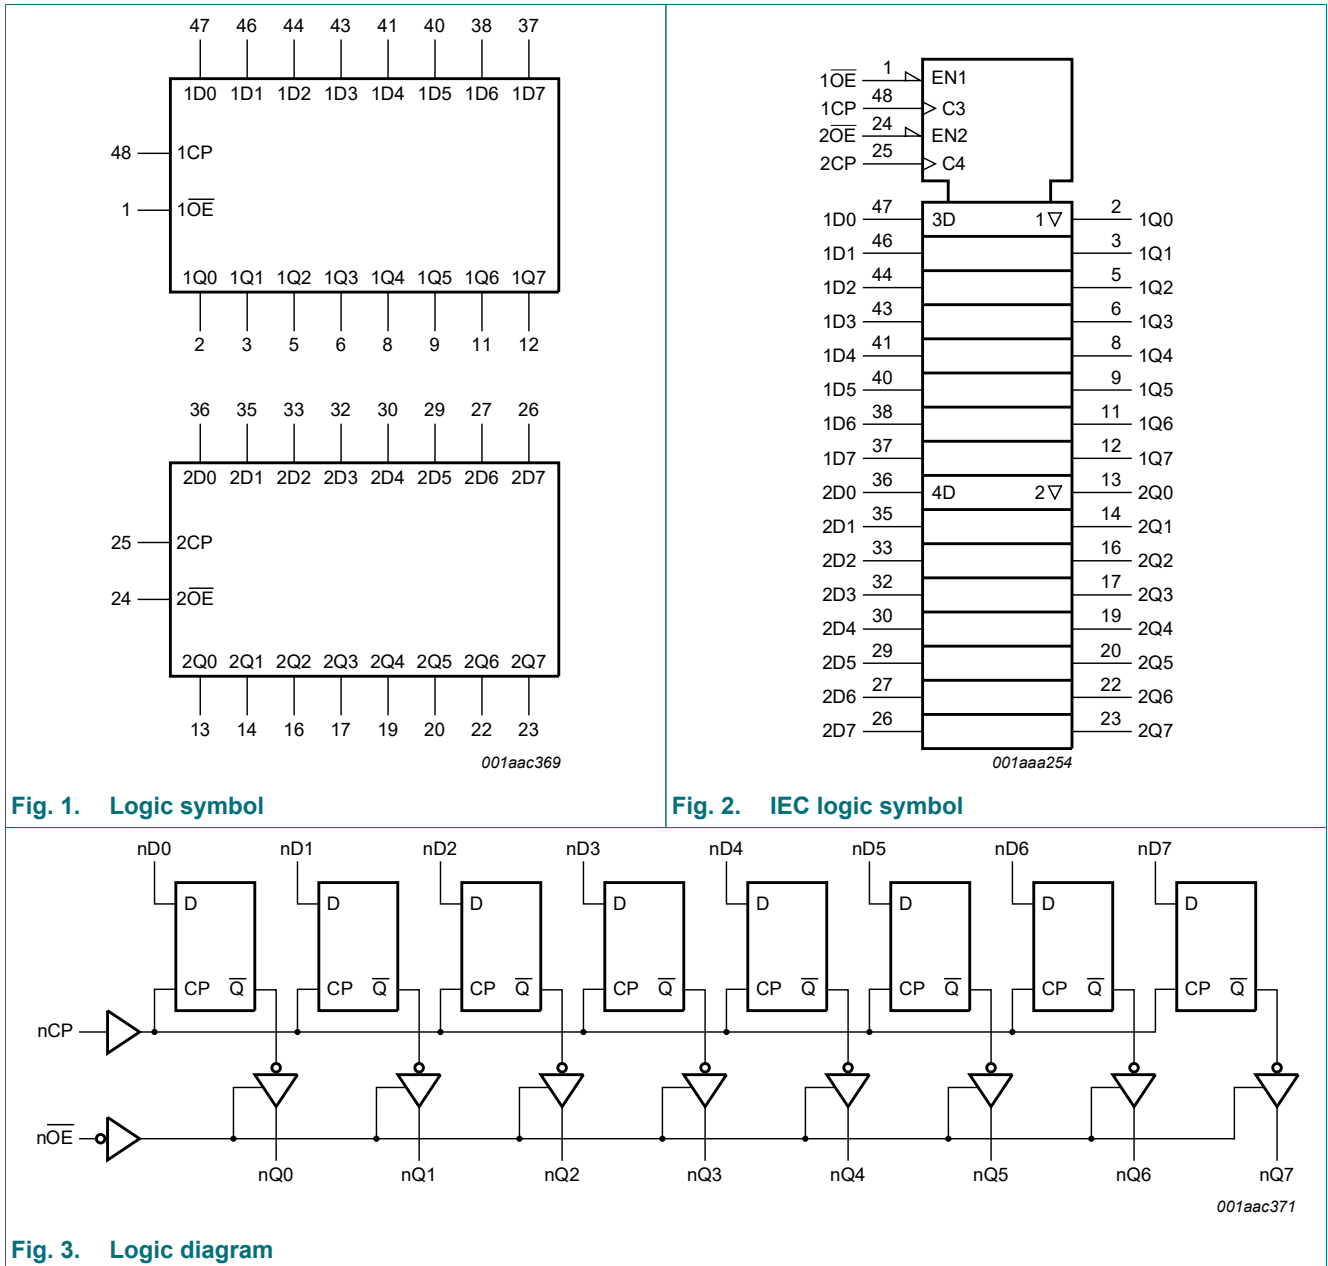 47 46 44 43 41 40 38 37
1D0 1D1 1D2 1D3 1D4 1D5 1D6 1D7
48 1CP
1 1O̅E̅
1Q0 1Q1 1Q2 1Q3 1Q4 1Q5 1Q6 1Q7
2 3 5 6 8 9 11 12
36 35 33 32 30 29 27 26
2D0 2D1 2D2 2D3 2D4 2D5 2D6 2D7
25 2CP
24 2O̅E̅
2Q0 2Q1 2Q2 2Q3 2Q4 2Q5 2Q6 2Q7
13 14 16 17 19 20 22 23
001aac369
Fig. 1. Logic symbol
1O̅E̅ 1 EN1
1CP 48 C3
2O̅E̅ 24 EN2
2CP 25 C4
1D0 47 3D 1▽ 2 1Q0
1D1 46 3 1Q1
1D2 44 5 1Q2
1D3 43 6 1Q3
1D4 41 8 1Q4
1D5 40 9 1Q5
1D6 38 11 1Q6
1D7 37 12 1Q7
2D0 36 4D 2▽ 13 2Q0
2D1 35 14 2Q1
2D2 33 16 2Q2
2D3 32 17 2Q3
2D4 30 19 2Q4
2D5 29 20 2Q5
2D6 27 22 2Q6
2D7 26 23 2Q7
001aaa254
Fig. 2. IEC logic symbol
nD0 nD1 nD2 nD3 nD4 nD5 nD6 nD7
D D D D D D D D
CP Q̅ CP Q̅ CP Q̅ CP Q̅ CP Q̅ CP Q̅ CP Q̅ CP Q̅
nCP
nO̅E̅
nQ0 nQ1 nQ2 nQ3 nQ4 nQ5 nQ6 nQ7
001aac371
Fig. 3. Logic diagram